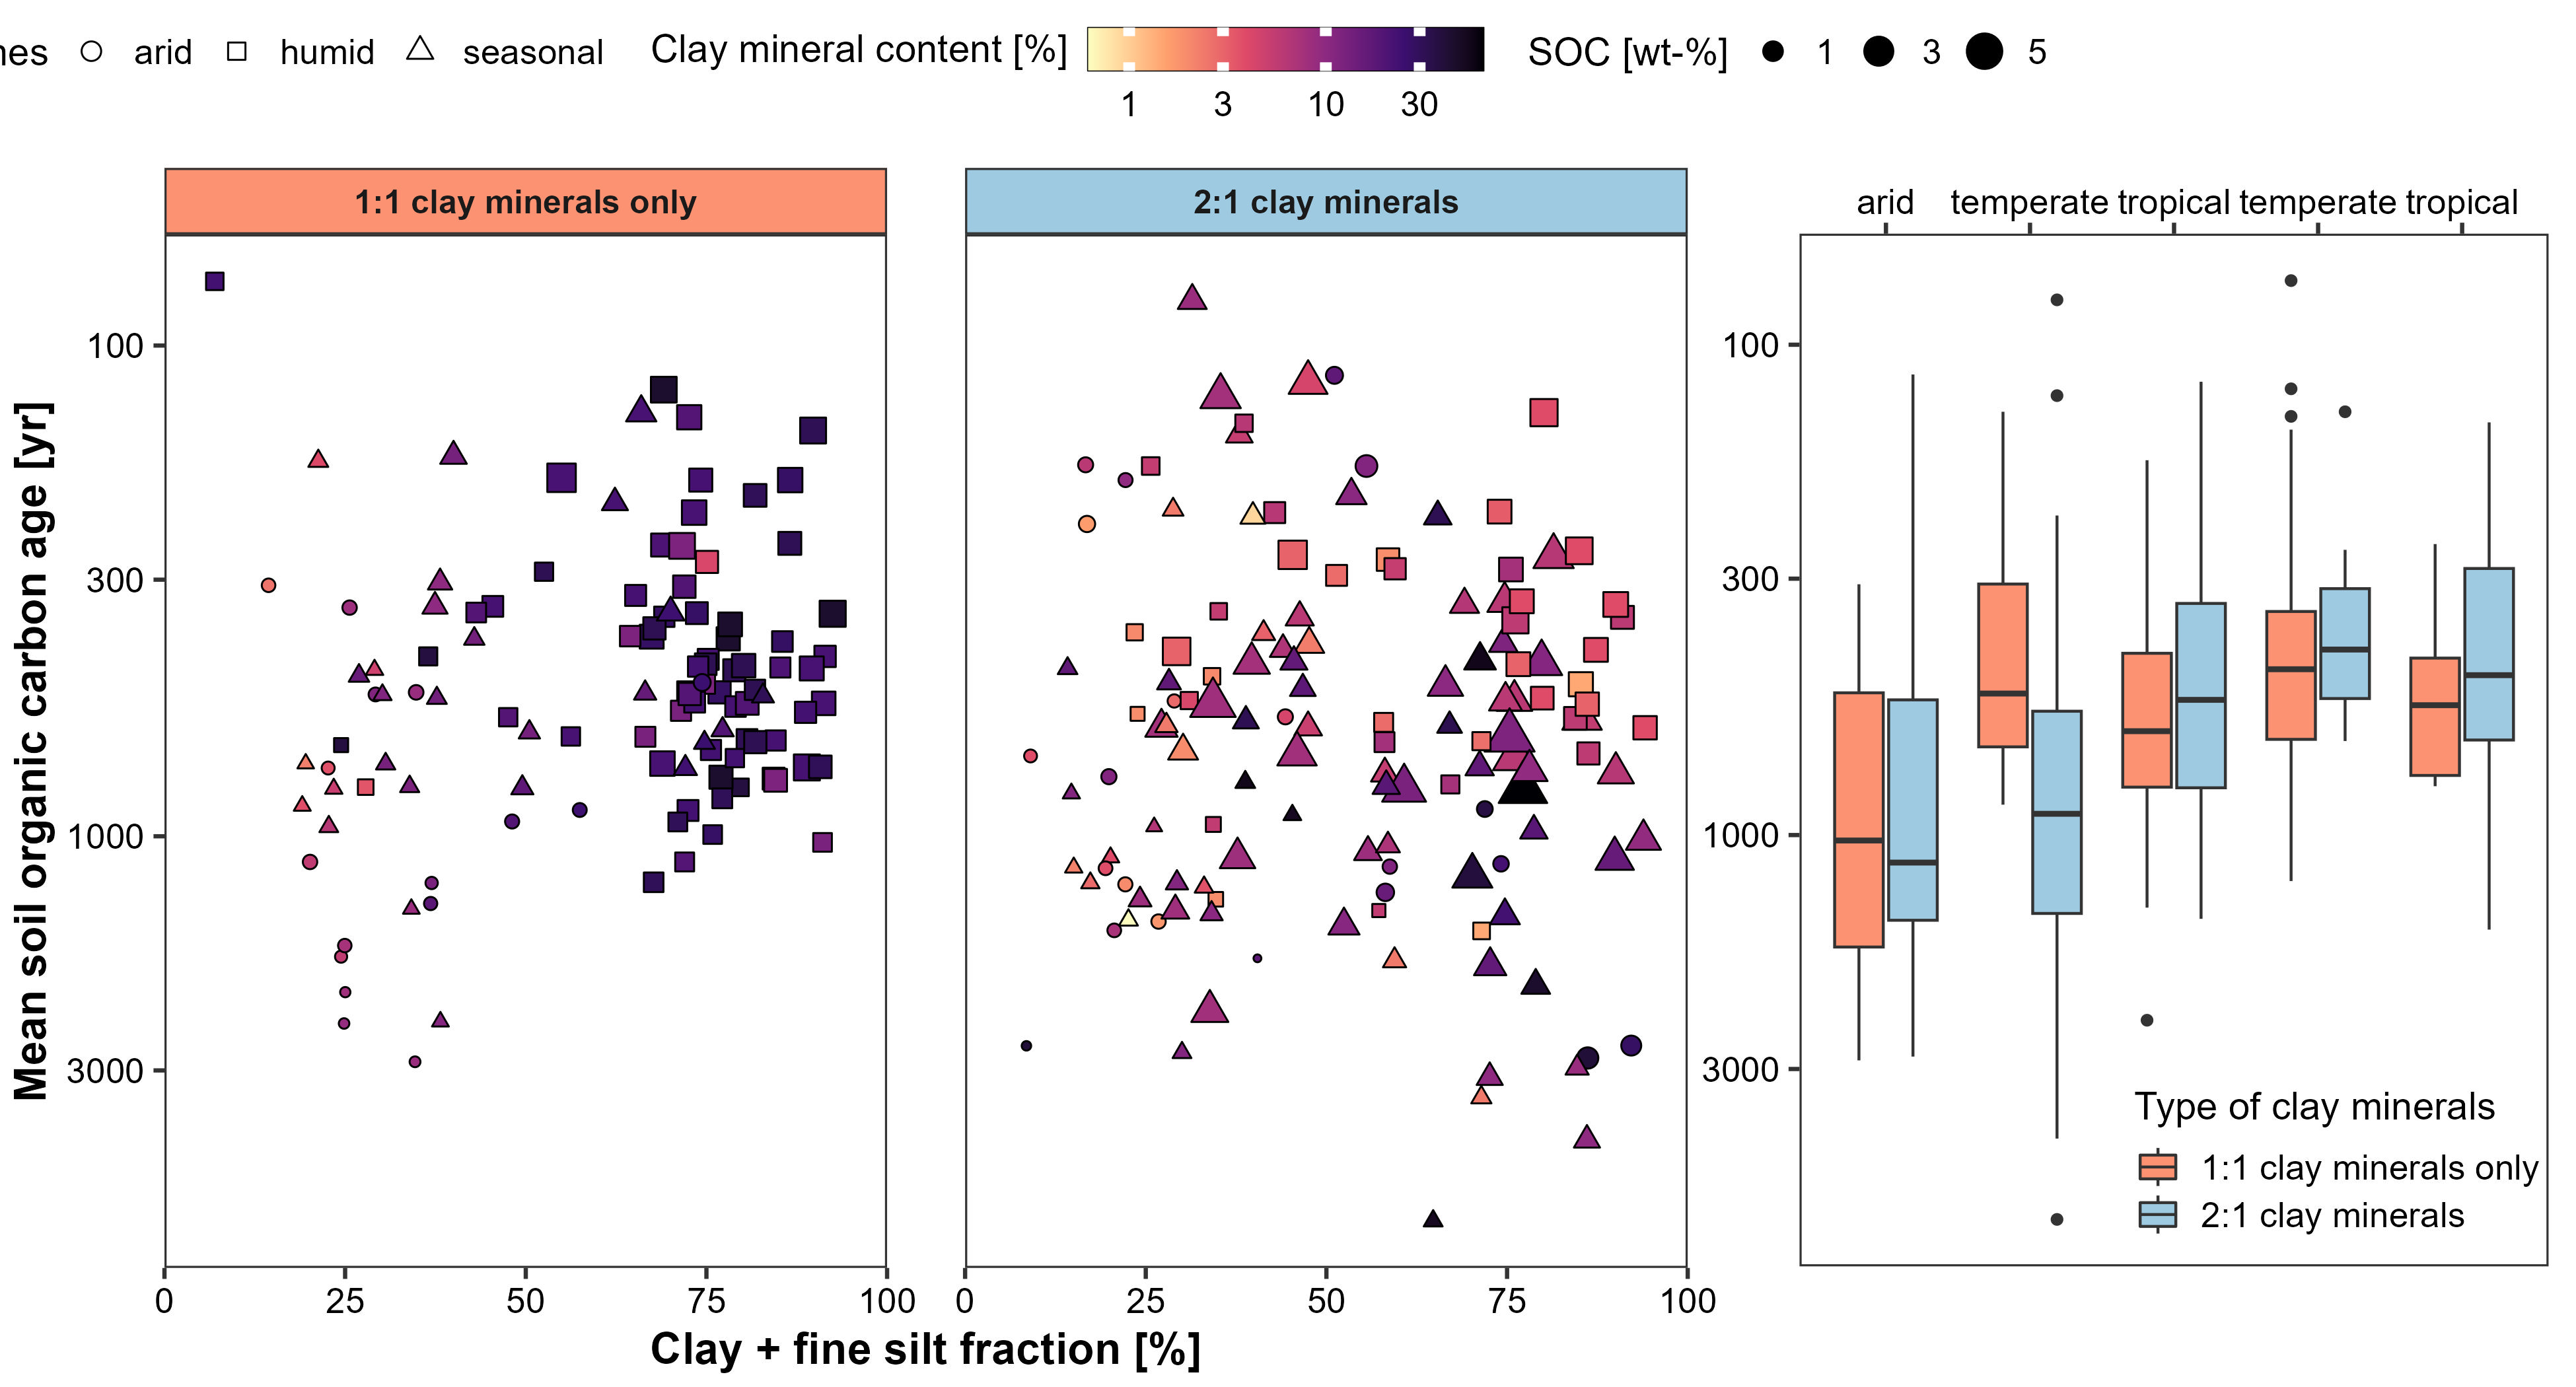 nes arid humid seasonal Clay mineral content [%] 1 3 10 30 SOC [wt-%] 1 3 5
1:1 clay minerals only
2:1 clay minerals
arid temperate tropical temperate tropical
Mean soil organic carbon age [yr]
100
300
1000
3000
0 25 50 75 100
0 25 50 75 100
Clay + fine silt fraction [%]
100
300
1000
3000
Type of clay minerals
1:1 clay minerals only
2:1 clay minerals